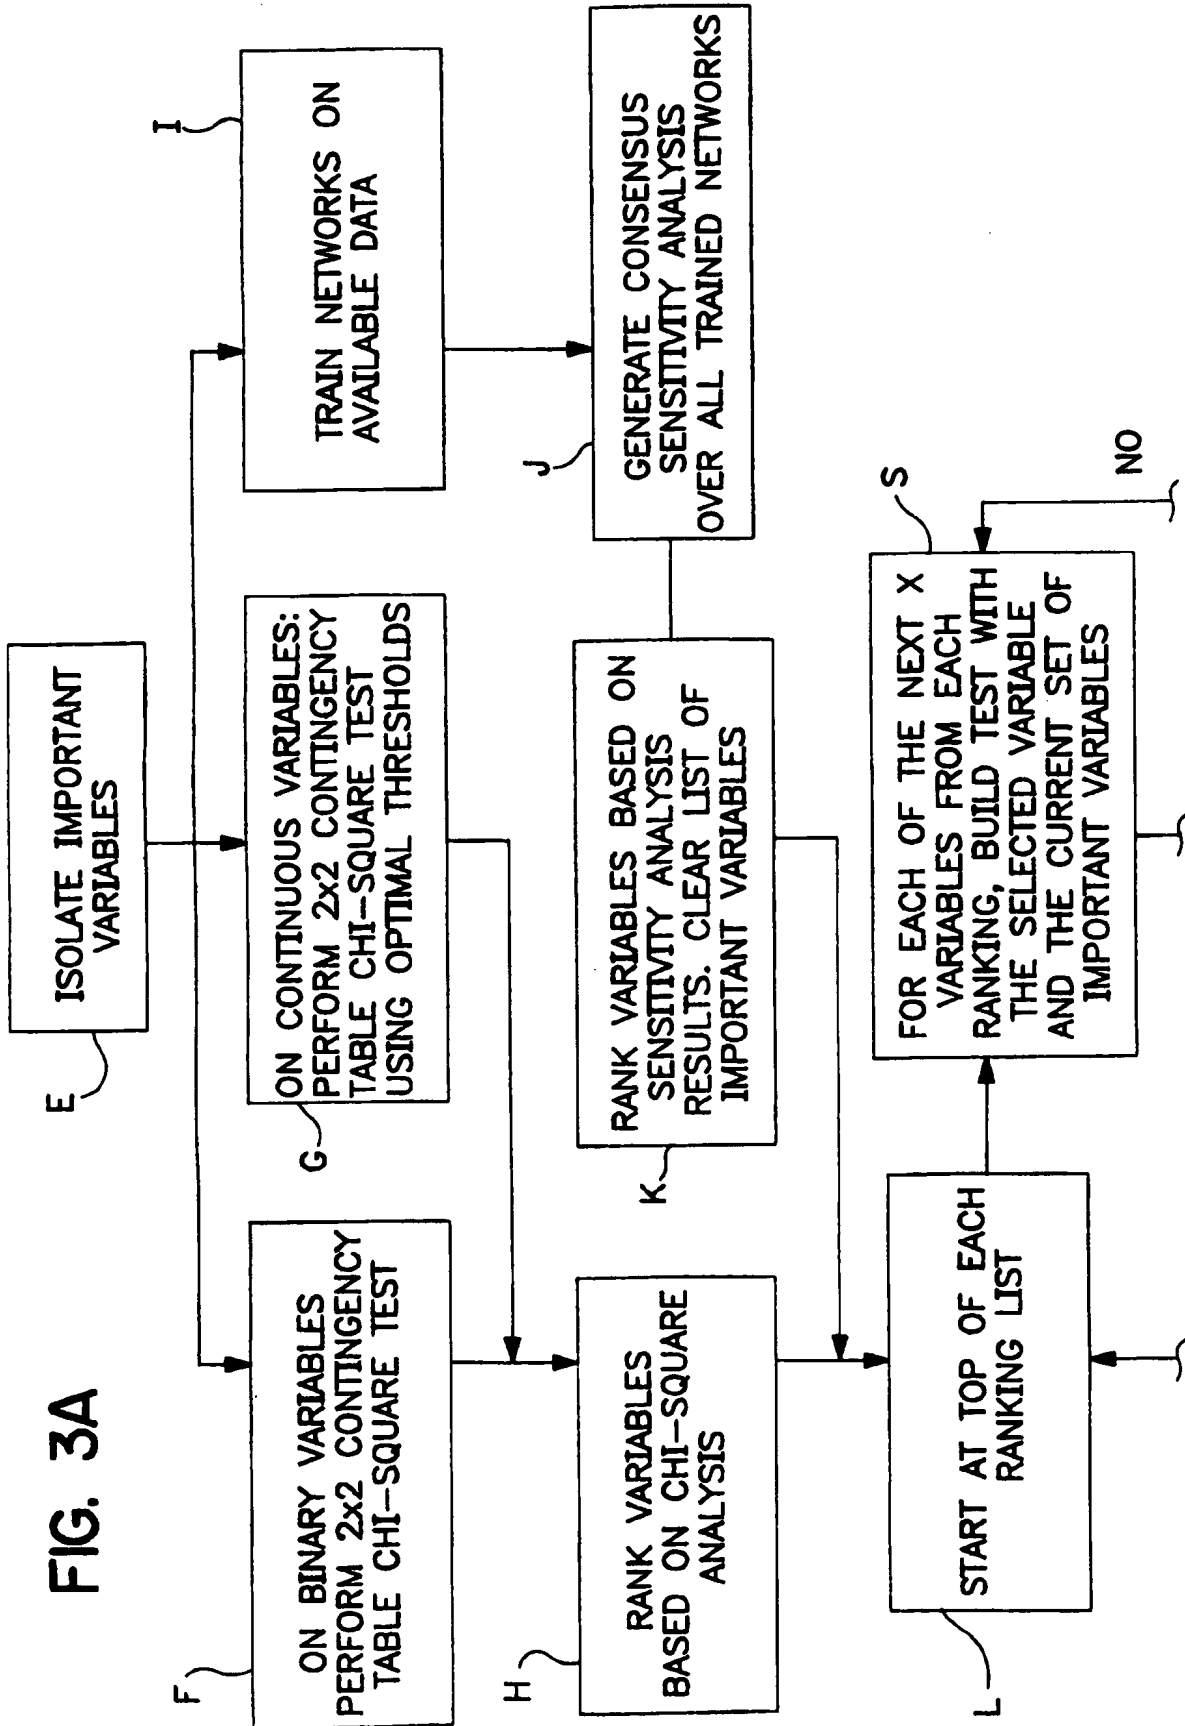 FIG. 3A
E
ISOLATE IMPORTANT
VARIABLES
F
ON BINARY VARIABLES
PERFORM 2x2 CONTINGENCY
TABLE CHI-SQUARE TEST
G
ON CONTINUOUS VARIABLES:
PERFORM 2x2 CONTINGENCY
TABLE CHI-SQUARE TEST
USING OPTIMAL THRESHOLDS
I
TRAIN NETWORKS ON
AVAILABLE DATA
H
RANK VARIABLES
BASED ON CHI-SQUARE
ANALYSIS
K
RANK VARIABLES BASED ON
SENSITIVITY ANALYSIS
RESULTS. CLEAR LIST OF
IMPORTANT VARIABLES
J
GENERATE CONSENSUS
SENSITIVITY ANALYSIS
OVER ALL TRAINED NETWORKS
L
START AT TOP OF EACH
RANKING LIST
S
FOR EACH OF THE NEXT X
VARIABLES FROM EACH
RANKING, BUILD TEST WITH
THE SELECTED VARIABLE
AND THE CURRENT SET OF
IMPORTANT VARIABLES
NO